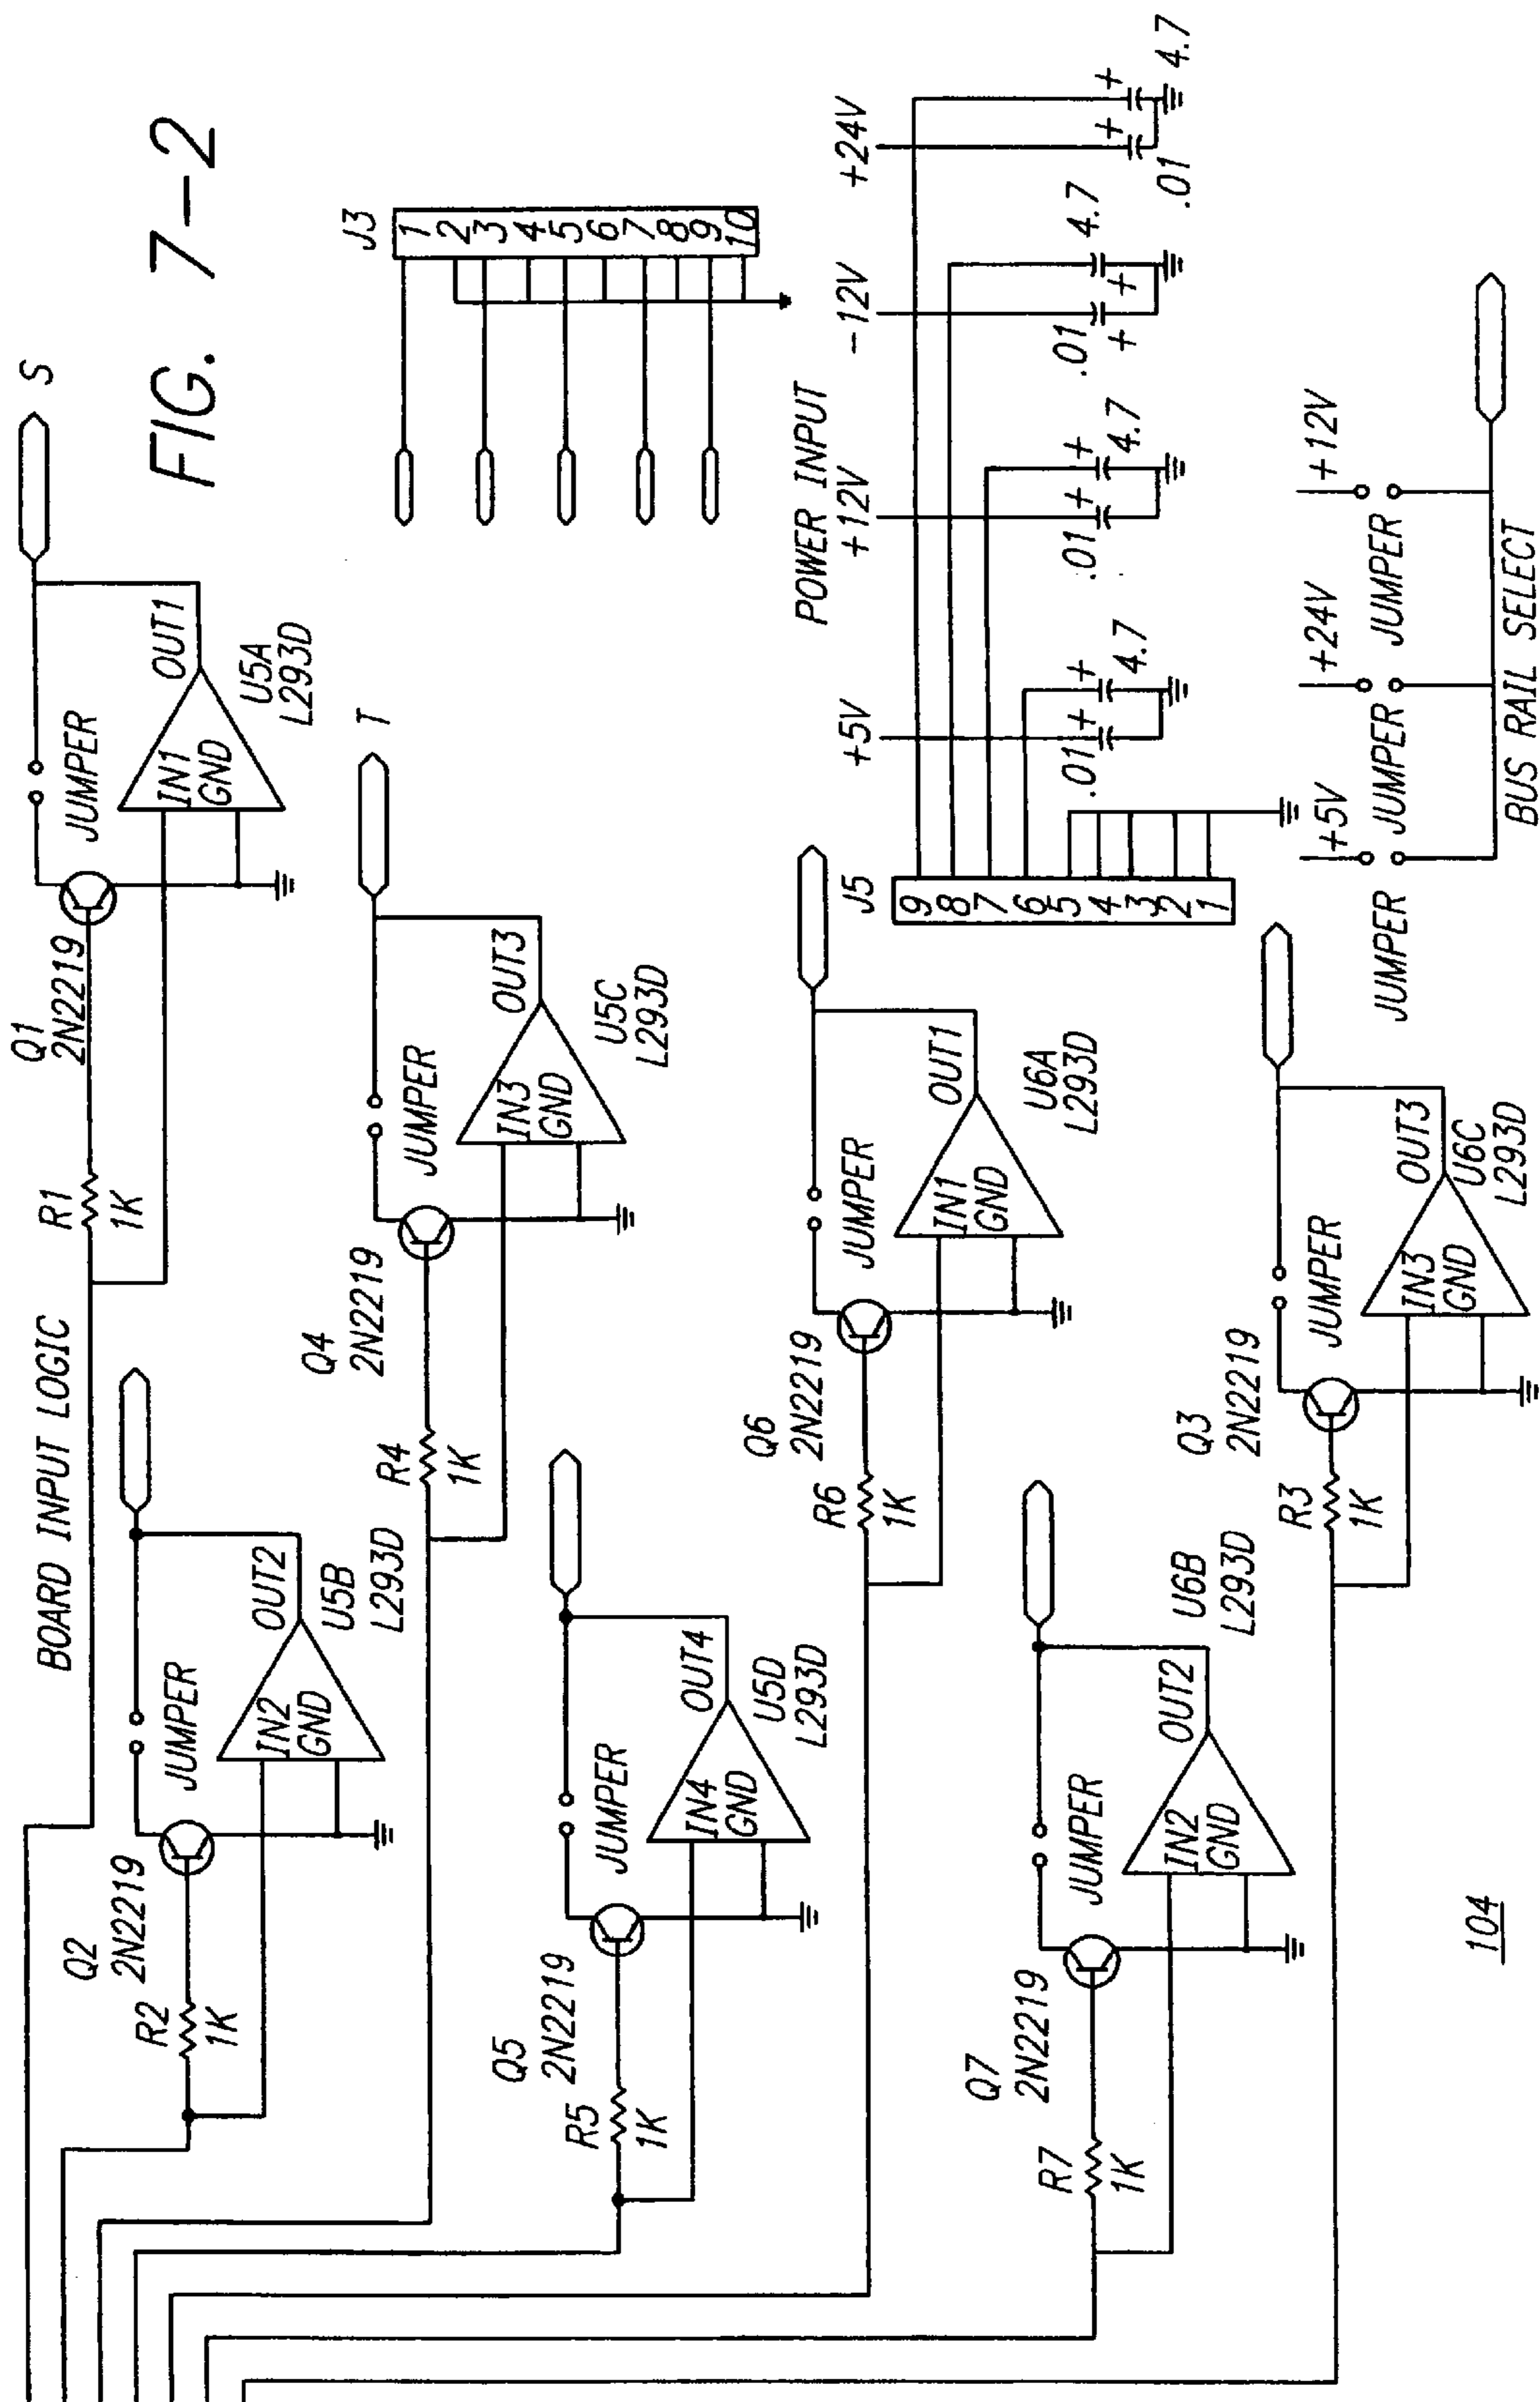 FIG. 7-2
BOARD INPUT LOGIC
S
Q1
2N2219
R1
1K
JUMPER
IN1
GND
OUT1
U5A
L293D
Q2
2N2219
R2
1K
JUMPER
IN2
GND
OUT2
U5B
L293D
T
Q4
2N2219
R4
1K
JUMPER
IN3
GND
OUT3
U5C
L293D
Q5
2N2219
R5
1K
JUMPER
IN4
GND
OUT4
U5D
L293D
Q6
2N2219
R6
1K
JUMPER
IN1
GND
OUT1
U6A
L293D
Q7
2N2219
R7
1K
JUMPER
IN2
GND
OUT2
U6B
L293D
Q3
2N2219
R3
1K
JUMPER
IN3
GND
OUT3
U6C
L293D
J3
1
2
3
4
5
6
7
8
9
10
POWER INPUT
+5V
+12V
-12V
+24V
J5
9
8
7
6
5
4
3
2
1
.01
+
+
4.7
.01
+
+
4.7
.01
+
+
4.7
.01
+
+
4.7
+5V
+24V
+12V
JUMPER
JUMPER
JUMPER
BUS RAIL SELECT
104